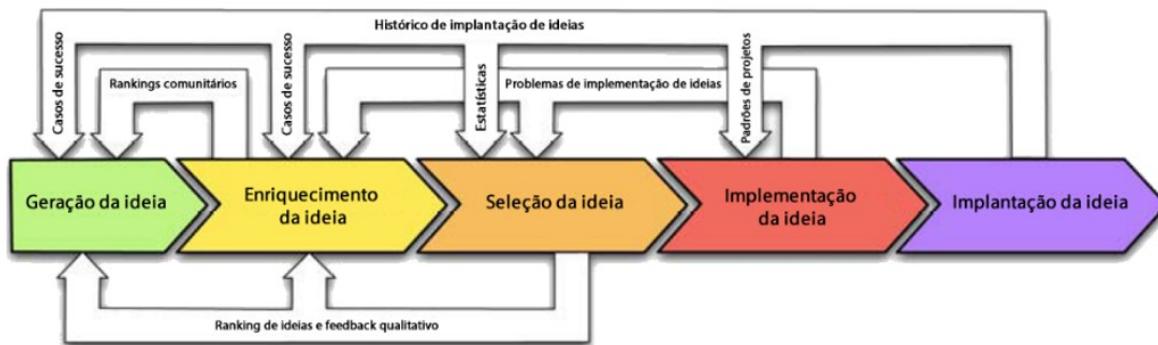 Histórico de implantação de ideias
Casos de sucesso
Rankings comunitários
Casos de sucesso
Estatísticas
Problemas de implementação de ideias
Padrões de projetos
Geração da ideia
Enriquecimento
da ideia
Seleção da ideia
Implementação
da ideia
Implantação da ideia
Ranking de ideias e feedback qualitativo